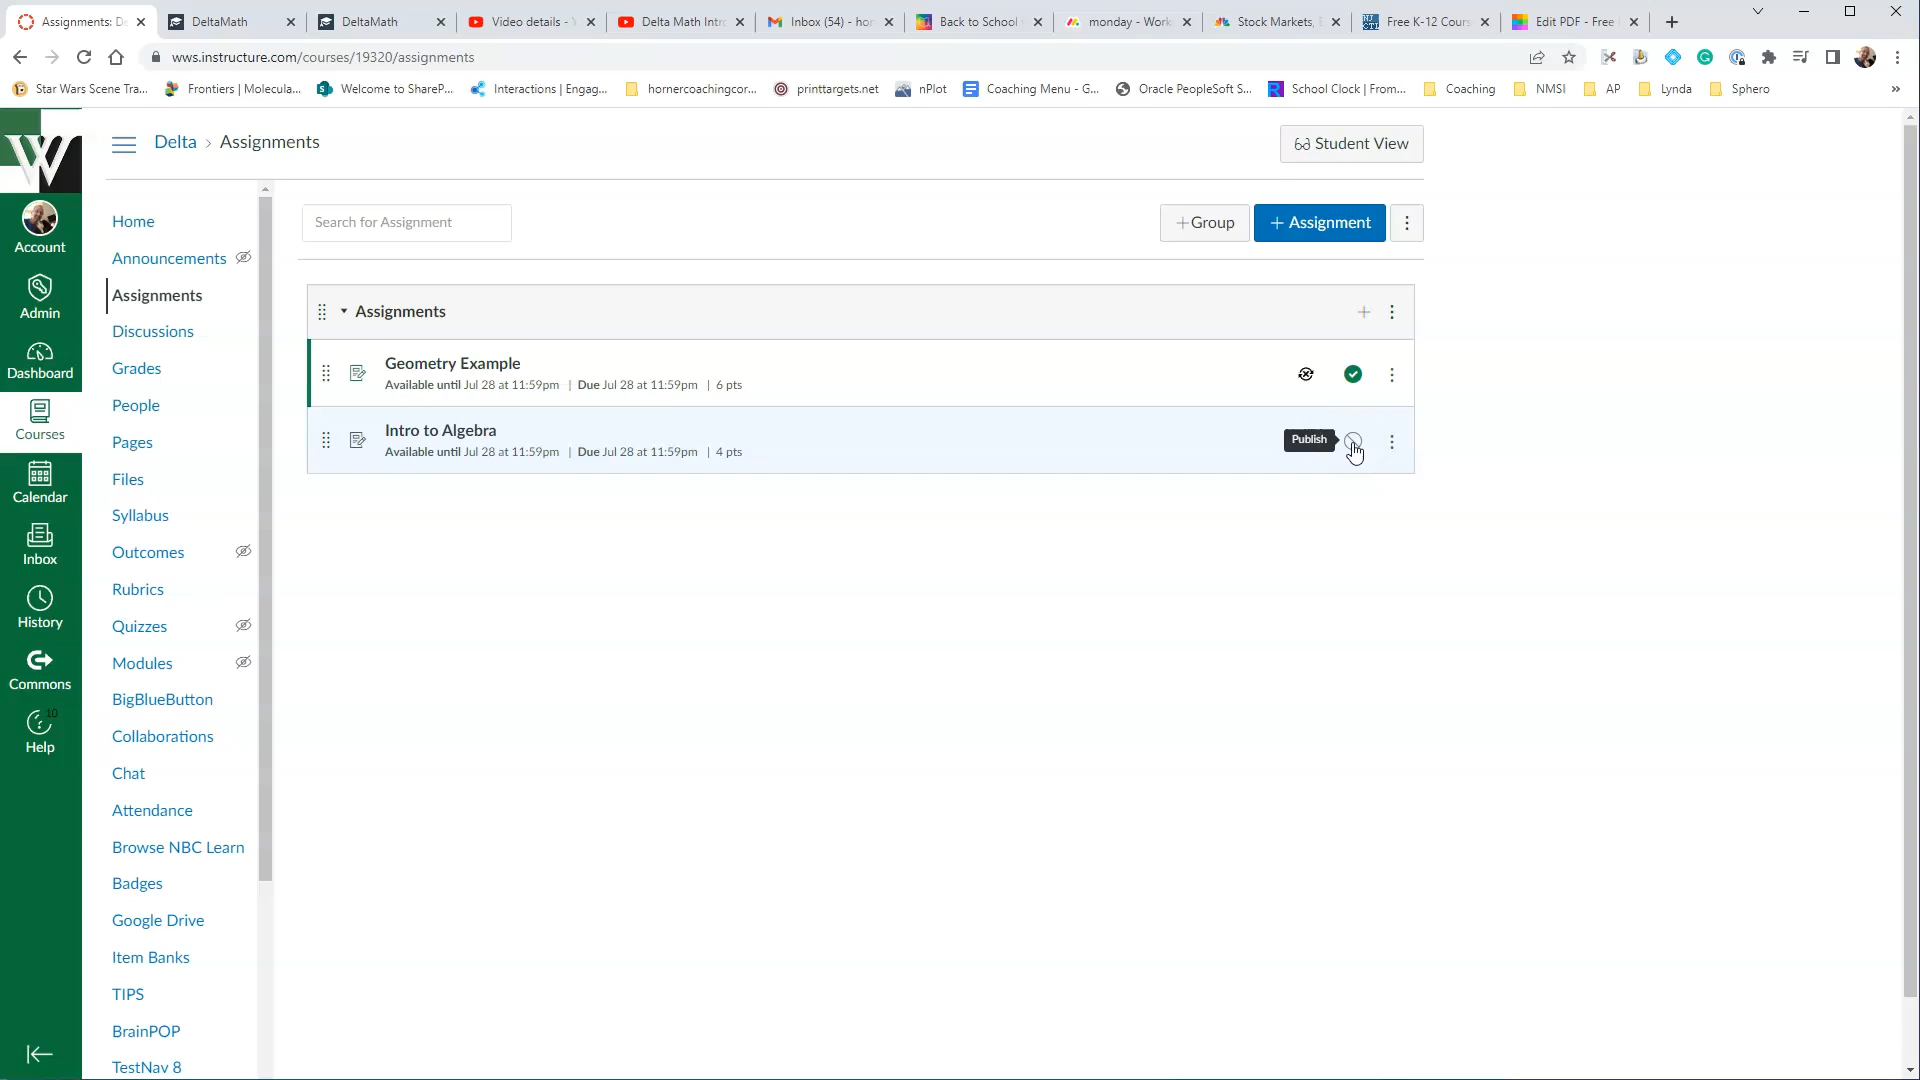 Assignments: D
DeltaMath
DeltaMath
Video details - Y
Delta Math Intr
Inbox (54) - hor
Back to School
monday - Work
Stock Markets, B
Free K-12 Cours
Edit PDF - Free
wws.instructure.com/courses/19320/assignments
Star Wars Scene Tra...
Frontiers | Molecula...
Welcome to ShareP...
Interactions | Engag...
hornercoachingcor...
printtargets.net
nPlot
Coaching Menu - G...
Oracle PeopleSoft S...
School Clock | From...
Coaching
NMSI
AP
Lynda
Sphero
»
W
Delta › Assignments
Student View
Account
Admin
Dashboard
Courses
Calendar
Inbox
History
Commons
10
Help
Home
Announcements
Assignments
Discussions
Grades
People
Pages
Files
Syllabus
Outcomes
Rubrics
Quizzes
Modules
BigBlueButton
Collaborations
Chat
Attendance
Browse NBC Learn
Badges
Google Drive
Item Banks
TIPS
BrainPOP
TestNav 8
Search for Assignment
+Group
+ Assignment
Assignments
Geometry Example
Available until Jul 28 at 11:59pm | Due Jul 28 at 11:59pm | 6 pts
Intro to Algebra
Available until Jul 28 at 11:59pm | Due Jul 28 at 11:59pm | 4 pts
Publish